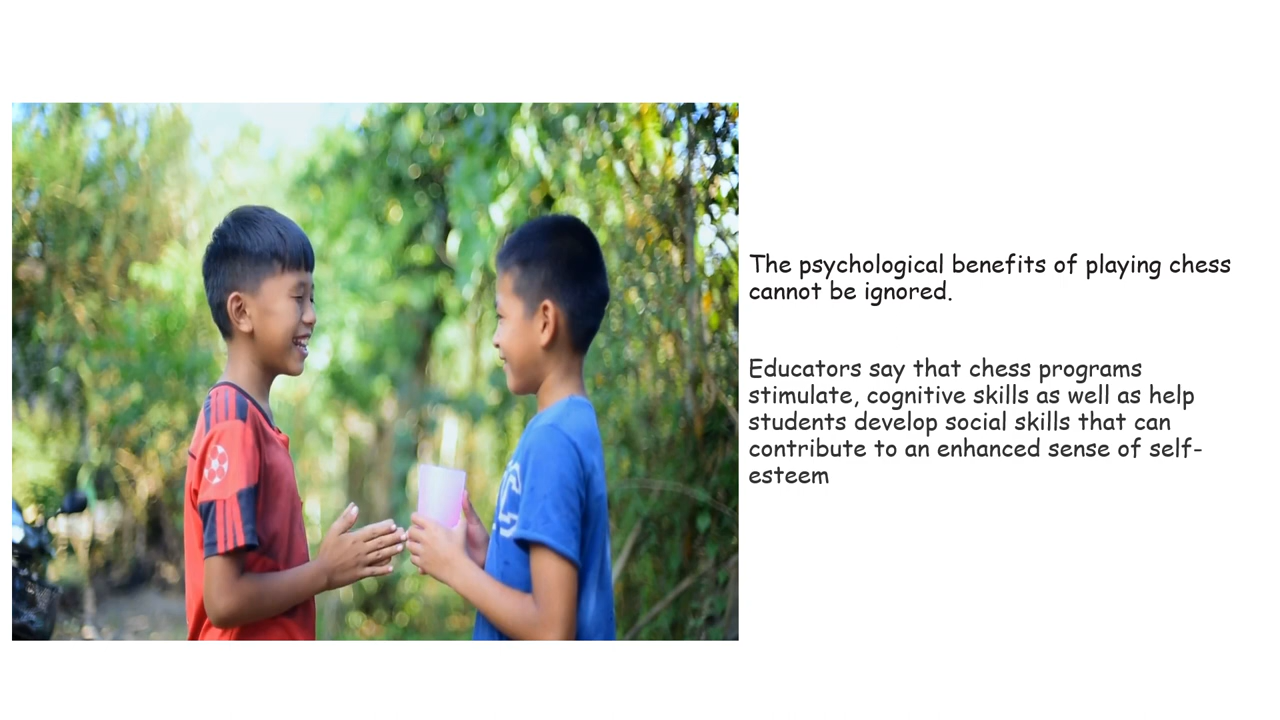 The psychological benefits of playing chess
cannot be ignored.
Educators say that chess programs
stimulate, cognitive skills as well as help
students develop social skills that can
contribute to an enhanced sense of self-
esteem